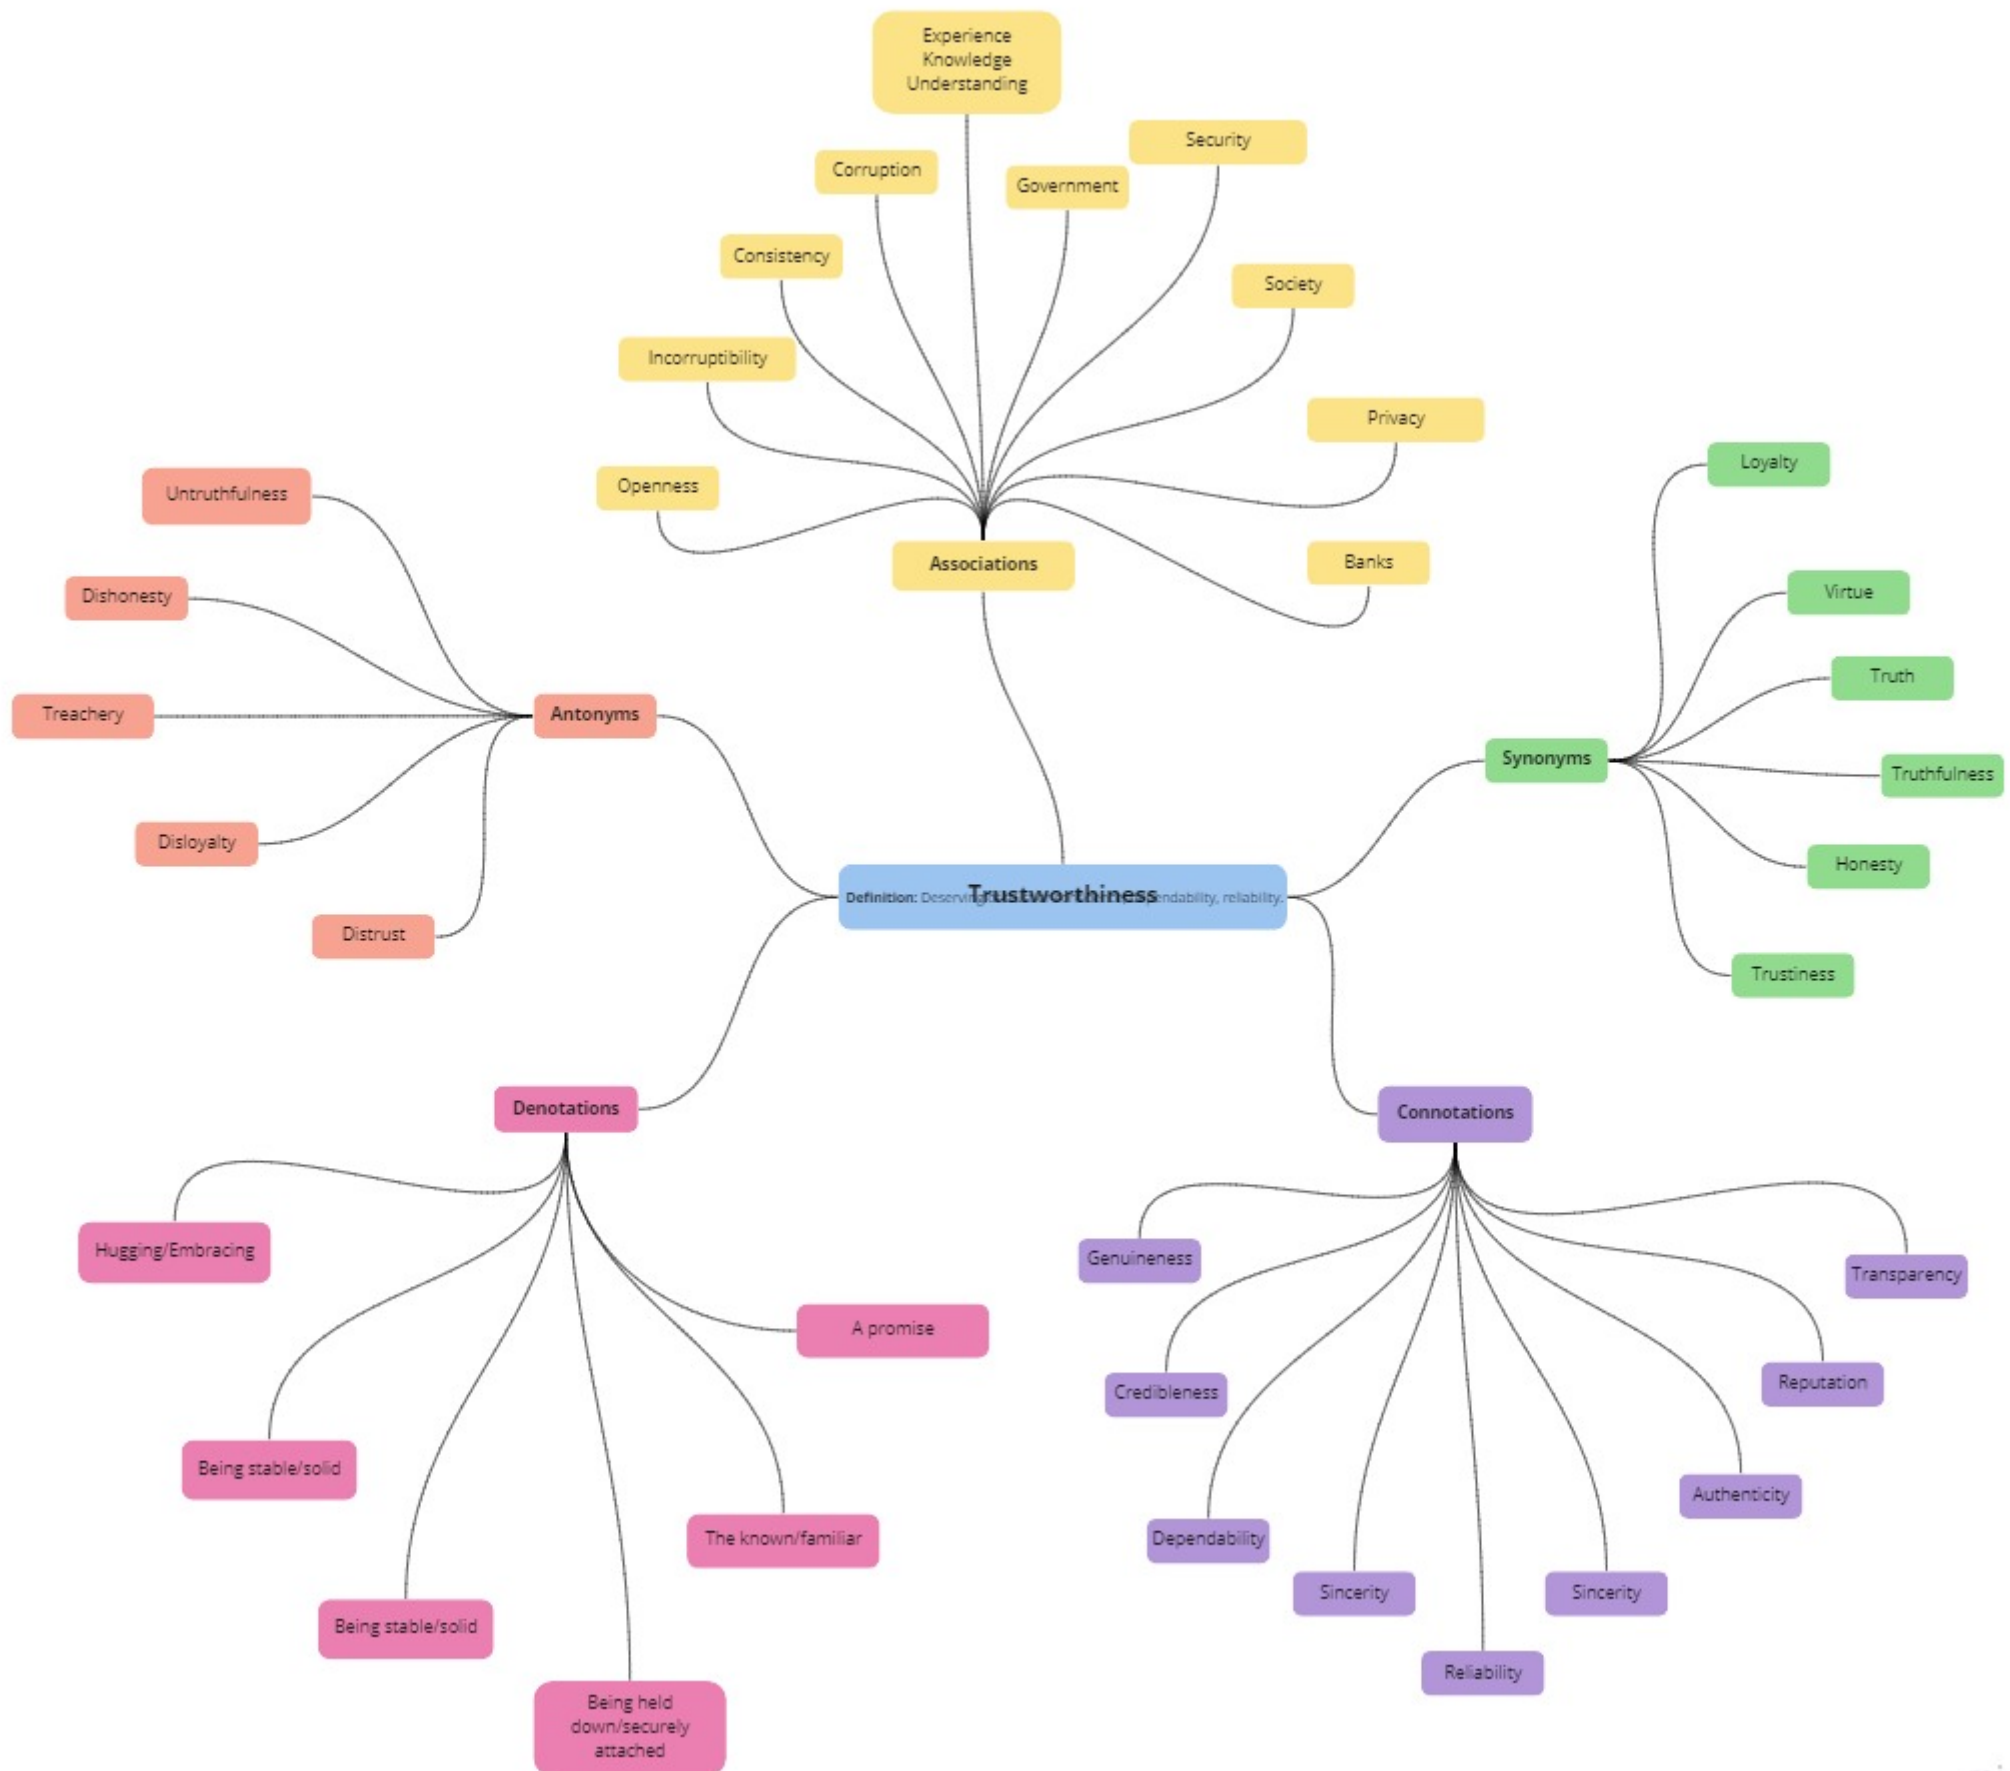 Experience
Knowledge
Understanding
Security
Corruption
Government
Consistency
Society
Incorruptibility
Privacy
Openness
Banks
Associations
Untruthfulness
Dishonesty
Treachery
Disloyalty
Distrust
Antonyms
Loyalty
Virtue
Truth
Truthfulness
Honesty
Trustiness
Synonyms
Trustworthiness
Definition: Deserving dependability, reliability.
Denotations
Hugging/Embracing
A promise
Being stable/solid
The known/familiar
Being stable/solid
Being held
down/securely
attached
Connotations
Genuineness
Transparency
Credibleness
Reputation
Authenticity
Dependability
Sincerity
Sincerity
Reliability